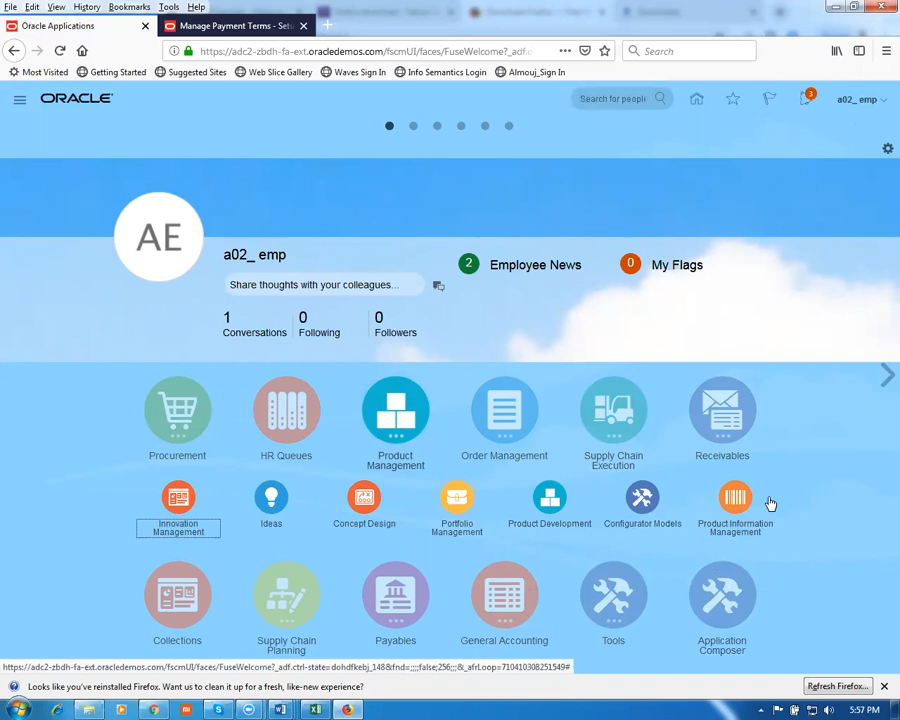 File Edit View History Bookmarks Tools Help
Oracle Applications
Manage Payment Terms - Setu
https://adc2-zbdh-fa-ext.oracledemos.com/fscmUI/faces/FuseWelcome?_adf.c
Search
Most Visited Getting Started Suggested Sites Web Slice Gallery Waves Sign In Info Semantics Login Almouj_Sign In
ORACLE
Search for people
3
a02_ emp
AE
a02_ emp
2 Employee News
0 My Flags
Share thoughts with your colleagues...
1 0 0
Conversations Following Followers
Procurement HR Queues Product Management Order Management Supply Chain Execution Receivables
Innovation Management Ideas Concept Design Portfolio Management Product Development Configurator Models Product Information Management
Collections Supply Chain Planning Payables General Accounting Tools Application Composer
https://adc2-zbdh-fa-ext.oracledemos.com/fscmUI/faces/FuseWelcome?_adf.ctrl-state=dohdfkebj_148&fnd=;;;;false;256;;;&_afrLoop=710410308251549#
Looks like you've reinstalled Firefox. Want us to clean it up for a fresh, like-new experience?
Refresh Firefox...
5:57 PM